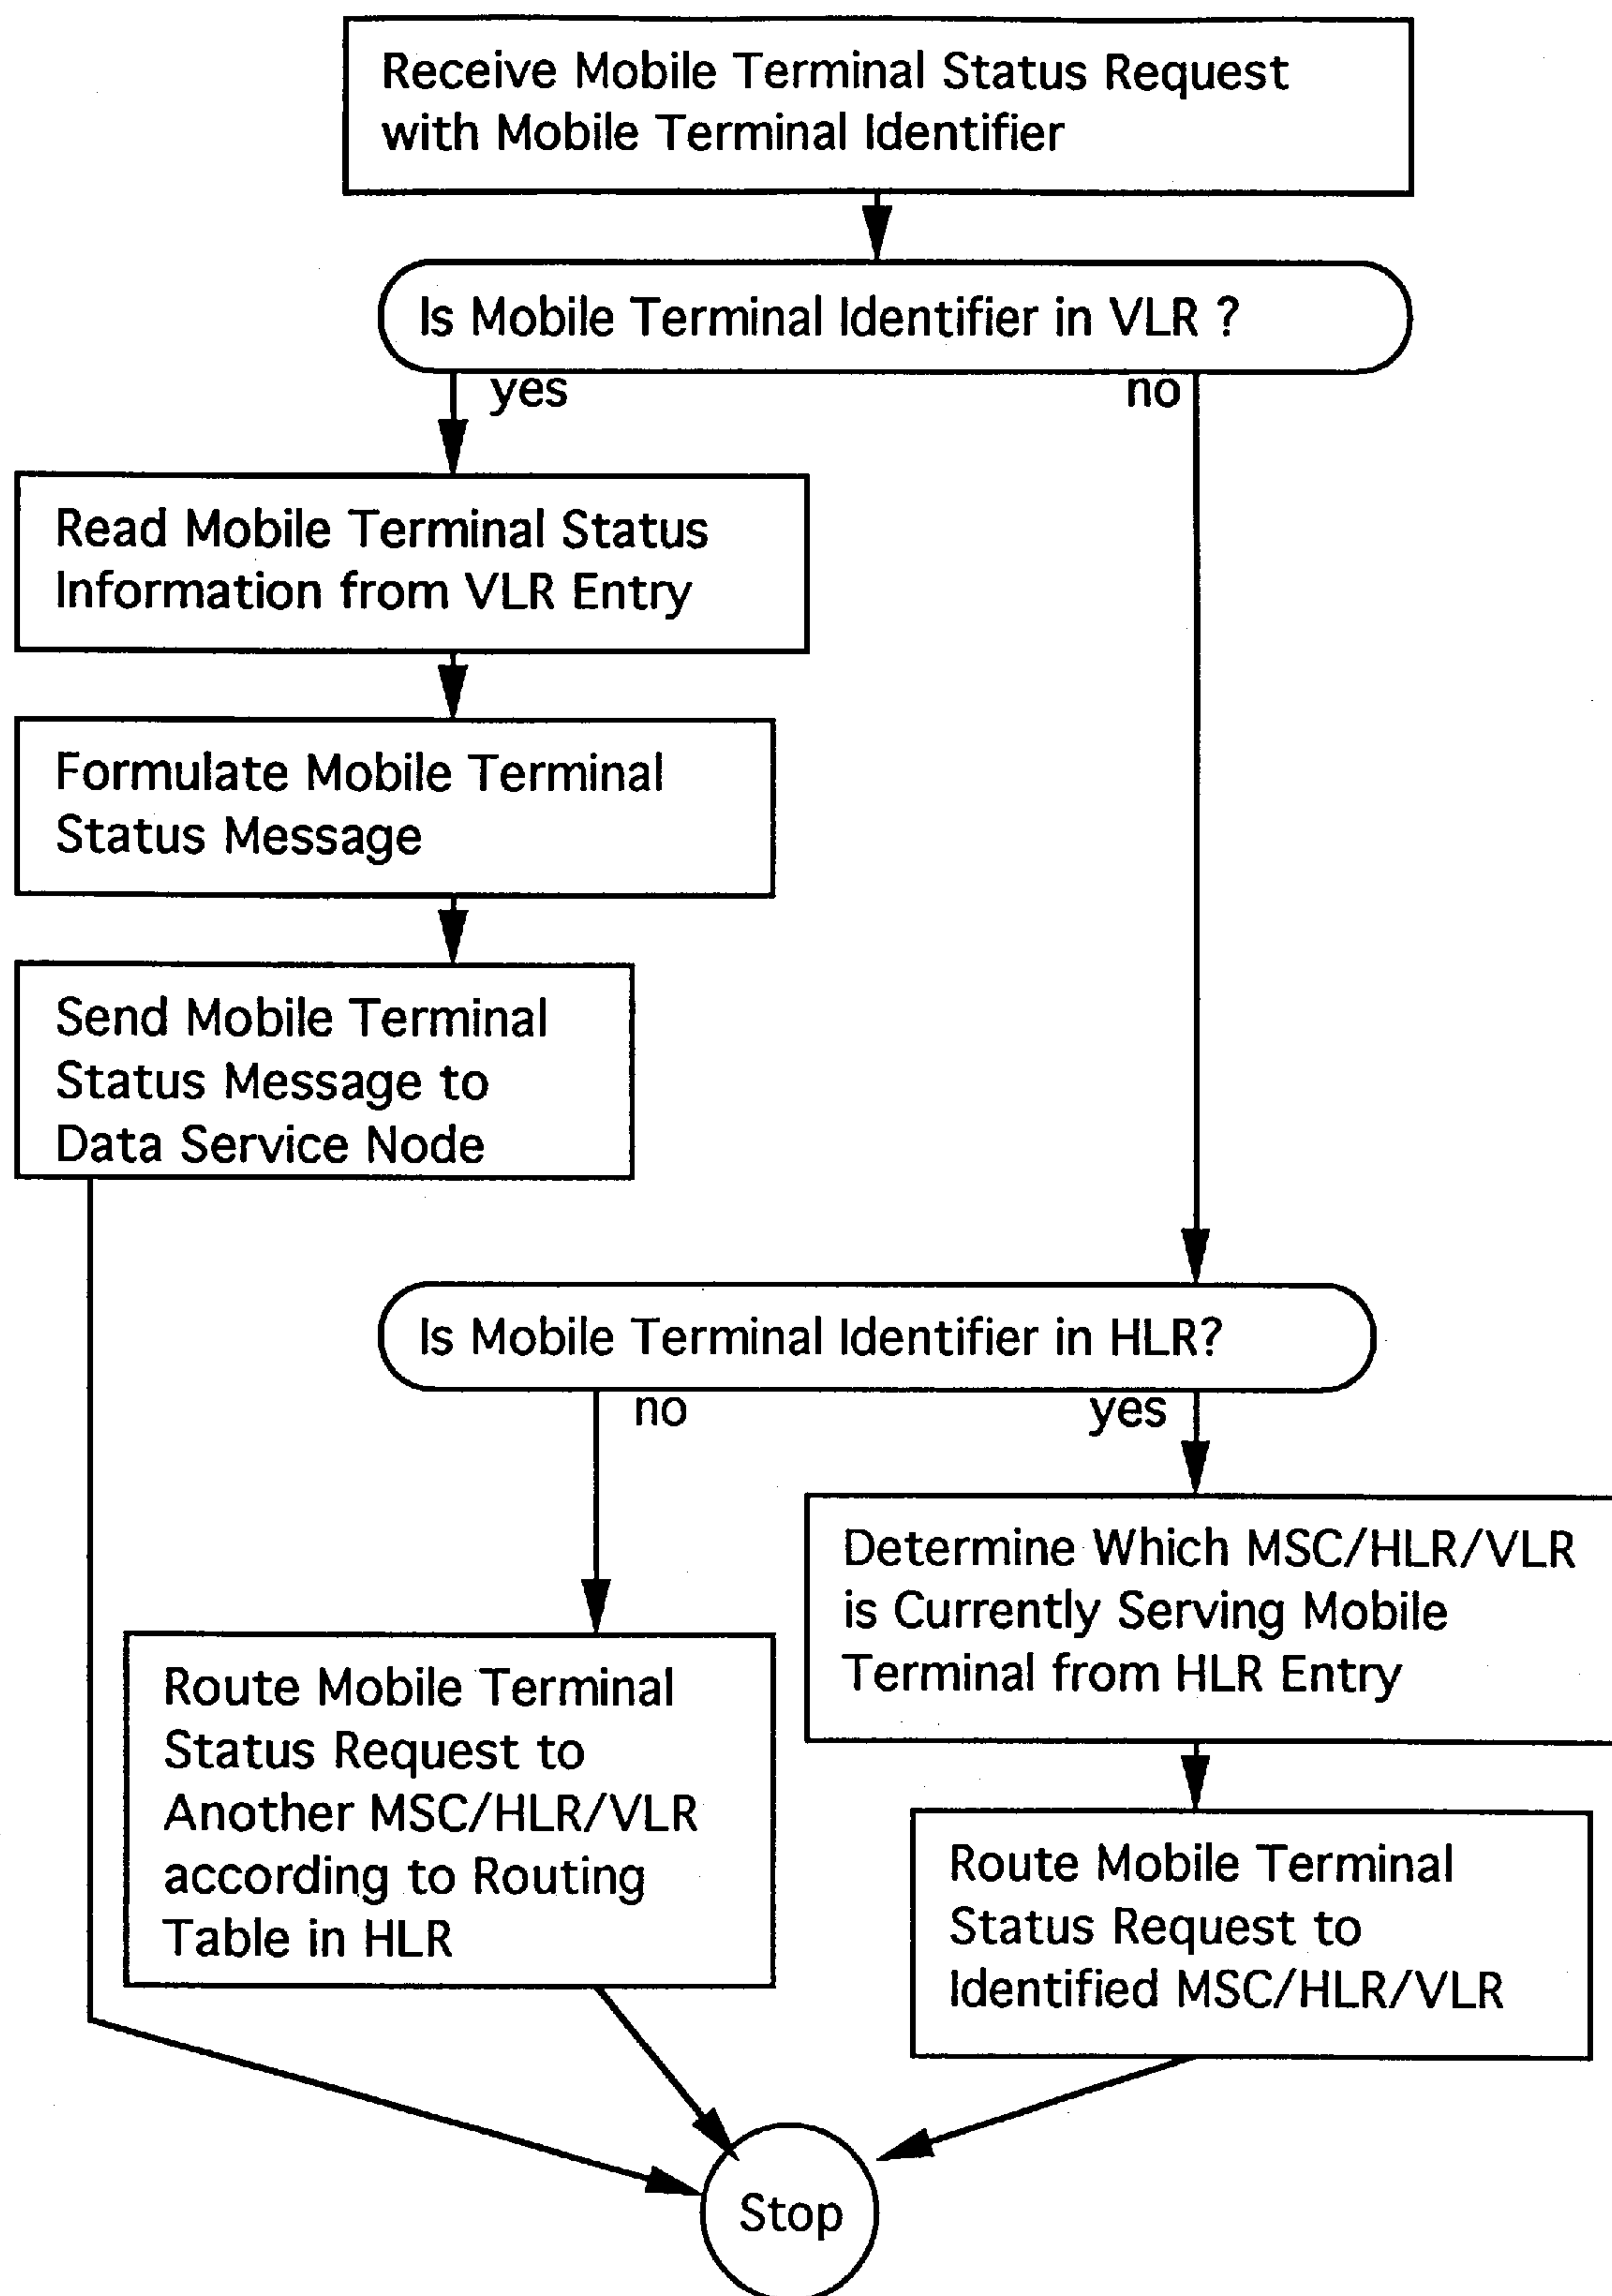 Receive Mobile Terminal Status Request
with Mobile Terminal Identifier
Is Mobile Terminal Identifier in VLR ?
yes
no
Read Mobile Terminal Status
Information from VLR Entry
Formulate Mobile Terminal
Status Message
Send Mobile Terminal
Status Message to
Data Service Node
Is Mobile Terminal Identifier in HLR?
no
yes
Determine Which MSC/HLR/VLR
is Currently Serving Mobile
Terminal from HLR Entry
Route Mobile Terminal
Status Request to
Another MSC/HLR/VLR
according to Routing
Table in HLR
Route Mobile Terminal
Status Request to
Identified MSC/HLR/VLR
Stop